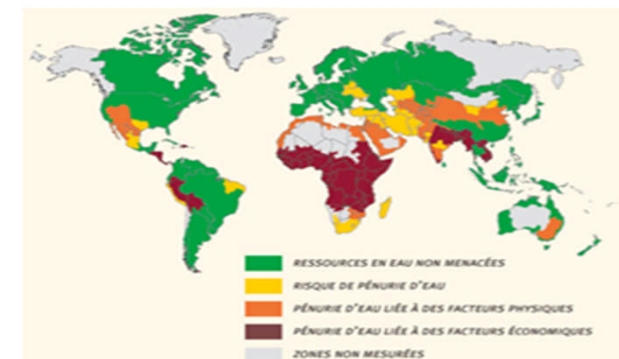 RESSOURCES EN EAU NON MENACÉES
RISQUE DE PÉNURIE D'EAU
PÉNURIE D'EAU LIÉE À DES FACTEURS PHYSIQUES
PÉNURIE D'EAU LIÉE À DES FACTEURS ÉCONOMIQUES
ZONES NON MESURÉES